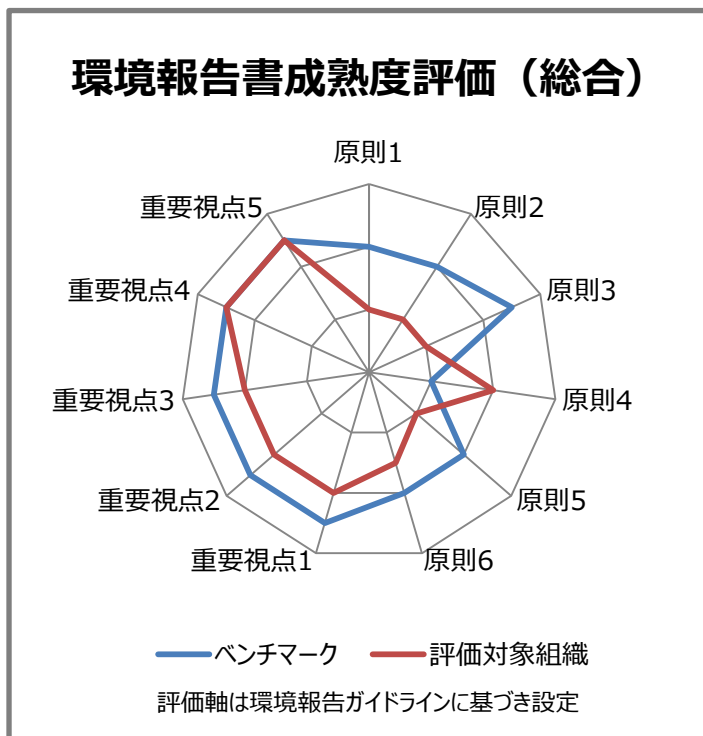 環境報告書成熟度評価（総合）
原則1
原則2
原則3
原則4
原則5
原則6
重要視点1
重要視点2
重要視点3
重要視点4
重要視点5
ベンチマーク
評価対象組織
評価軸は環境報告ガイドラインに基づき設定